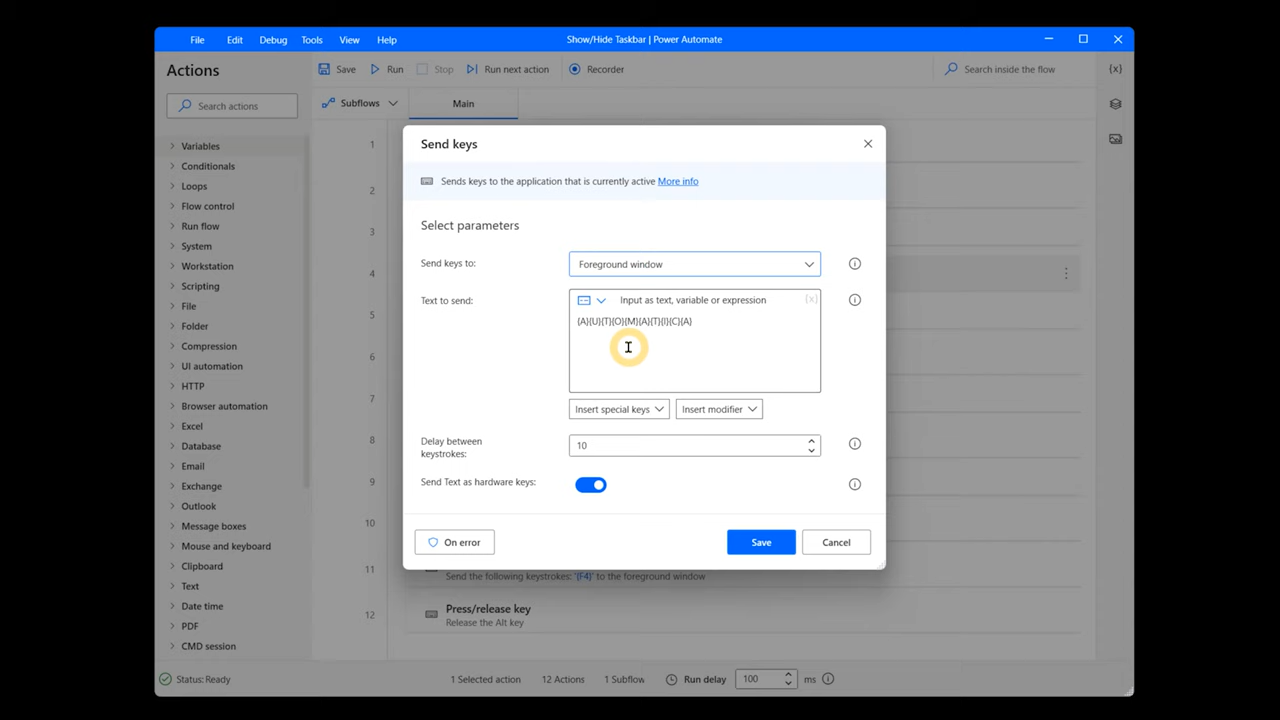 File Edit Debug Tools View Help Show/Hide Taskbar | Power Automate
Actions Save Run Stop Run next action Recorder Search inside the flow {x}
Search actions Subflows Main
Variables
Conditionals
Loops
Flow control
Run flow
System
Workstation
Scripting
File
Folder
Compression
UI automation
HTTP
Browser automation
Excel
Database
Email
Exchange
Outlook
Message boxes
Mouse and keyboard
Clipboard
Text
Date time
PDF
CMD session
1
2
3
4
5
6
7
8
9
10
11
12
Send keys
Sends keys to the application that is currently active More info
Select parameters
Send keys to: Foreground window
Text to send: Input as text, variable or expression {x}
{A}{U}{T}{O}{M}{A}{T}{I}{C}{A}
Insert special keys Insert modifier
Delay between
keystrokes: 10
Send Text as hardware keys:
On error Save Cancel
Send the following keystrokes: '{F4}' to the foreground window
Press/release key
Release the Alt key
Status: Ready 1 Selected action 12 Actions 1 Subflow Run delay 100 ms